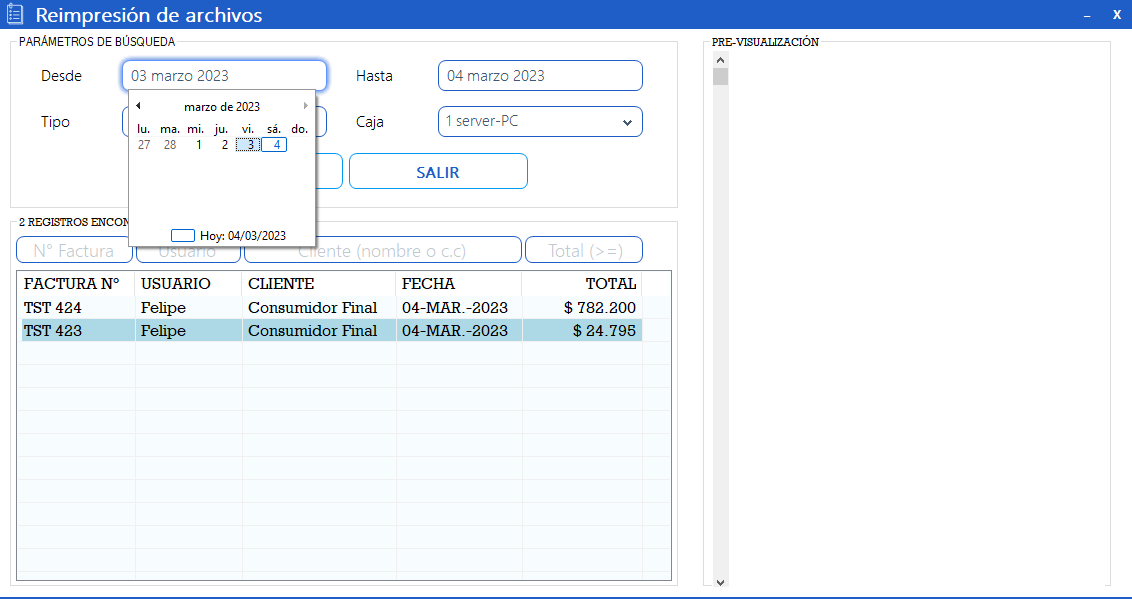 Reimpresión de archivos
PARÁMETROS DE BÚSQUEDA
Desde 03 marzo 2023 Hasta 04 marzo 2023
marzo de 2023
lu. ma. mi. ju. vi. sá. do.
27 28 1 2 3 4
Hoy: 04/03/2023
Tipo Caja 1 server-PC
SALIR
2 REGISTROS ENCON
N° Factura Usuario Cliente (nombre o c.c) Total (>=)
FACTURA N° USUARIO CLIENTE FECHA TOTAL
TST 424 Felipe Consumidor Final 04-MAR.-2023 $ 782.200
TST 423 Felipe Consumidor Final 04-MAR.-2023 $ 24.795
PRE-VISUALIZACIÓN